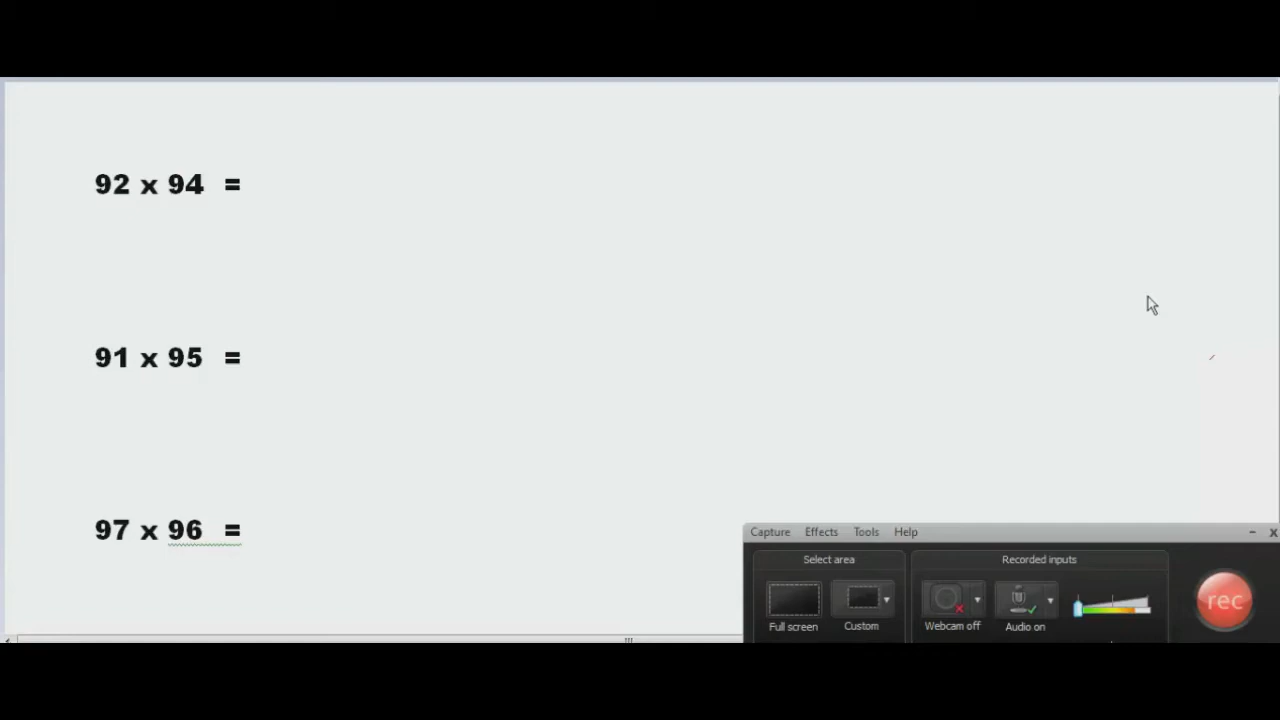 92 x 94 =
91 x 95 =
97 x 96 =
Capture Effects Tools Help
Select area Recorded inputs
rec
Full screen Custom Webcam off Audio on